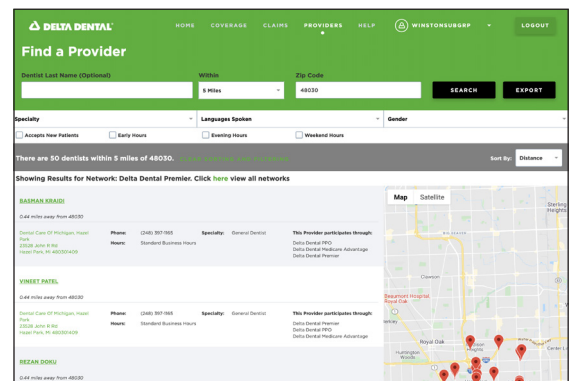 DELTA DENTAL
HOME COVERAGE CLAIMS PROVIDERS HELP WINSTONSUBGRP LOGOUT
Find a Provider
Dentist Last Name (Optional) Within Zip Code
5 Miles 48030 SEARCH EXPORT
Specialty Languages Spoken Gender
Accepts New Patients Early Hours Evening Hours Weekend Hours
There are 50 dentists within 5 miles of 48030.
Sort By: Distance
Showing Results for Network: Delta Dental Premier. Click here view all networks
BASMAN KRAIDI
0.44 miles away from 48030
Dental Care Of Michigan, Hazel Park
23528 John R Rd
Hazel Park, MI 480301409
Phone: (248) 397-1165
Hours: Standard Business Hours
Specialty: General Dentist
This Provider participates through:
Delta Dental PPO
Delta Dental Medicare Advantage
Delta Dental Premier
VINEET PATEL
0.44 miles away from 48030
Dental Care Of Michigan, Hazel Park
23528 John R Rd
Hazel Park, MI 480301409
Phone: (248) 397-1165
Hours: Standard Business Hours
Specialty: General Dentist
This Provider participates through:
Delta Dental Premier
Delta Dental PPO
Delta Dental Medicare Advantage
REZAN DOKU
0.44 miles away from 48030
Map Satellite
Sterling Heights
Clawson
Beaumont Hospital
Royal Oak
Royal Oak
Huntington Woods
Center Li